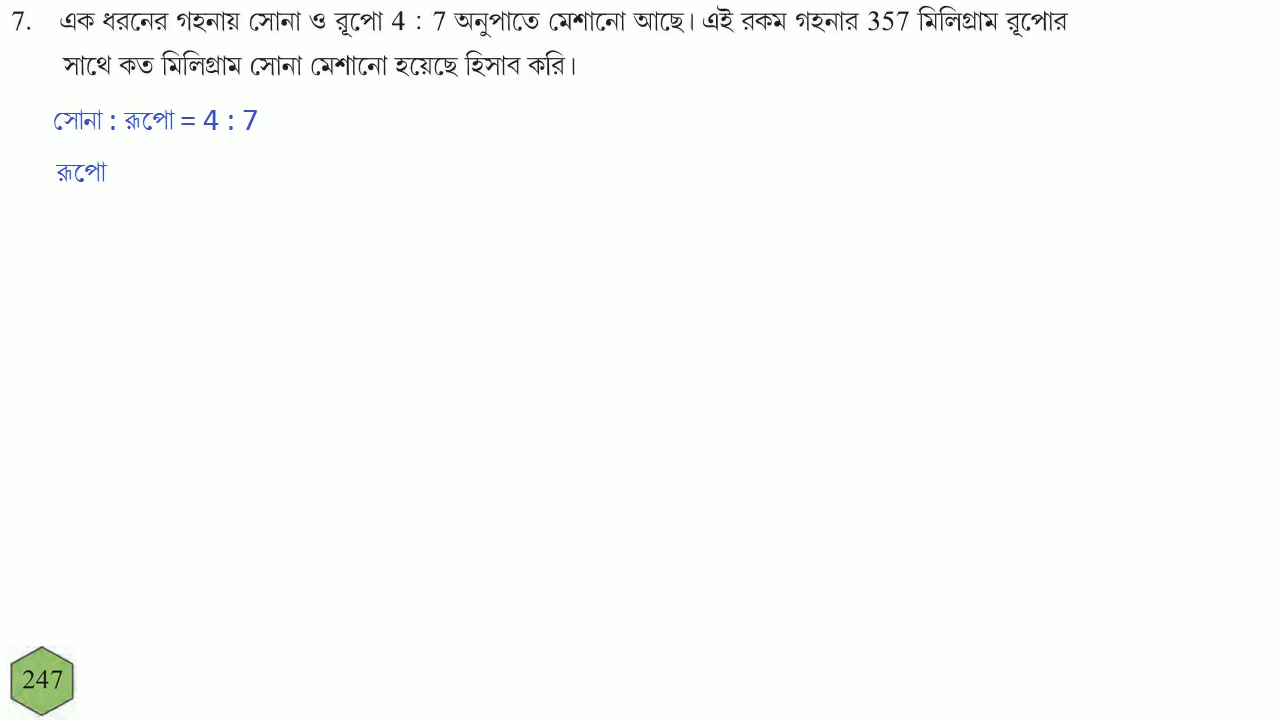 7. এক ধরনের গহনায় সোনা ও রূপো 4 : 7 অনুপাতে মেশানো আছে। এই রকম গহনার 357 মিলিগ্রাম রূপোর
সাথে কত মিলিগ্রাম সোনা মেশানো হয়েছে হিসাব করি।
সোনা : রূপো = 4 : 7
রূপো
247